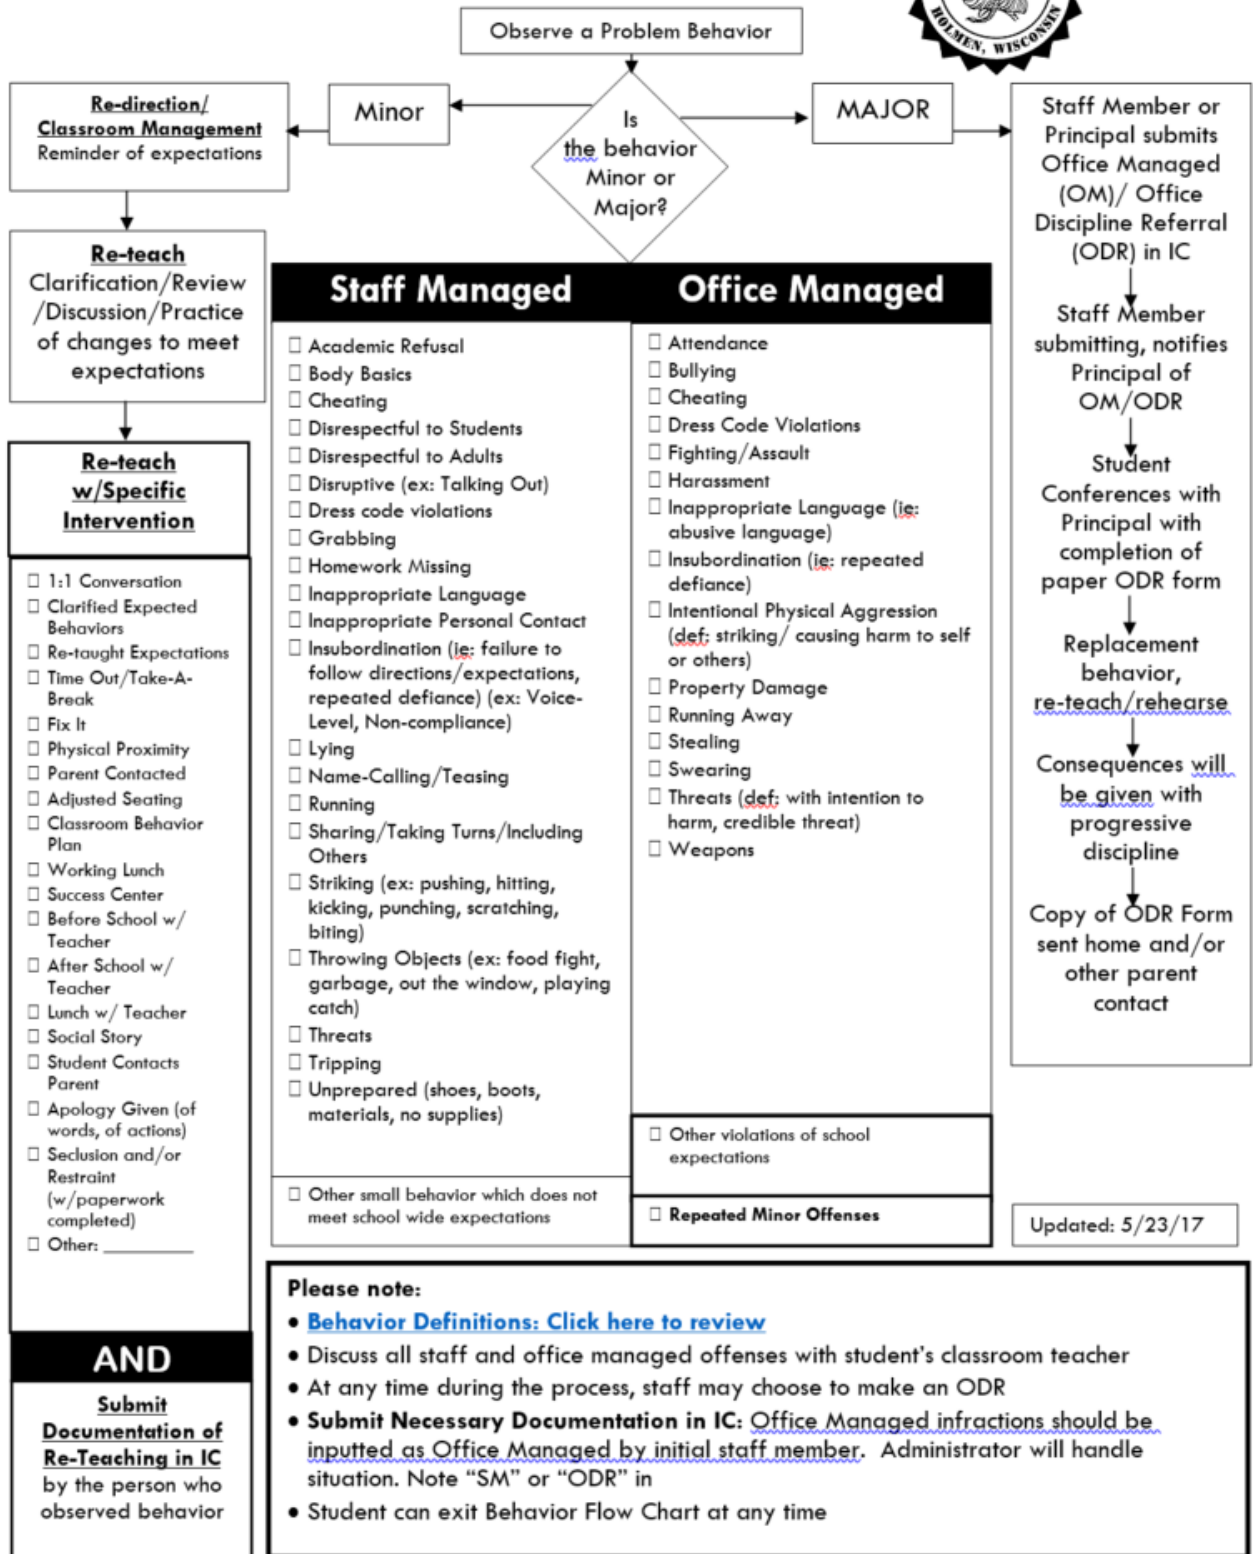 Observe a Problem Behavior
HOLMEN, WISCONSIN
Is
the behavior
Minor or
Major?
Minor
MAJOR
Re-direction/
Classroom Management
Reminder of expectations
Re-teach
Clarification/Review
/Discussion/Practice
of changes to meet
expectations
Re-teach
w/Specific
Intervention
☐ 1:1 Conversation
☐ Clarified Expected
Behaviors
☐ Re-taught Expectations
☐ Time Out/Take-A-
Break
☐ Fix It
☐ Physical Proximity
☐ Parent Contacted
☐ Adjusted Seating
☐ Classroom Behavior
Plan
☐ Working Lunch
☐ Success Center
☐ Before School w/
Teacher
☐ After School w/
Teacher
☐ Lunch w/ Teacher
☐ Social Story
☐ Student Contacts
Parent
☐ Apology Given (of
words, of actions)
☐ Seclusion and/or
Restraint
(w/paperwork
completed)
☐ Other: __________
AND
Submit
Documentation of
Re-Teaching in IC
by the person who
observed behavior
Staff Managed
☐ Academic Refusal
☐ Body Basics
☐ Cheating
☐ Disrespectful to Students
☐ Disrespectful to Adults
☐ Disruptive (ex: Talking Out)
☐ Dress code violations
☐ Grabbing
☐ Homework Missing
☐ Inappropriate Language
☐ Inappropriate Personal Contact
☐ Insubordination (ie: failure to
follow directions/expectations,
repeated defiance) (ex: Voice-
Level, Non-compliance)
☐ Lying
☐ Name-Calling/Teasing
☐ Running
☐ Sharing/Taking Turns/Including
Others
☐ Striking (ex: pushing, hitting,
kicking, punching, scratching,
biting)
☐ Throwing Objects (ex: food fight,
garbage, out the window, playing
catch)
☐ Threats
☐ Tripping
☐ Unprepared (shoes, boots,
materials, no supplies)
☐ Other small behavior which does not
meet school wide expectations
Office Managed
☐ Attendance
☐ Bullying
☐ Cheating
☐ Dress Code Violations
☐ Fighting/Assault
☐ Harassment
☐ Inappropriate Language (ie:
abusive language)
☐ Insubordination (ie: repeated
defiance)
☐ Intentional Physical Aggression
(def: striking/ causing harm to self
or others)
☐ Property Damage
☐ Running Away
☐ Stealing
☐ Swearing
☐ Threats (def: with intention to
harm, credible threat)
☐ Weapons
☐ Other violations of school
expectations
☐ Repeated Minor Offenses
Staff Member or
Principal submits
Office Managed
(OM)/ Office
Discipline Referral
(ODR) in IC
Staff Member
submitting, notifies
Principal of
OM/ODR
Student
Conferences with
Principal with
completion of
paper ODR form
Replacement
behavior,
re-teach/rehearse
Consequences will
be given with
progressive
discipline
Copy of ODR Form
sent home and/or
other parent
contact
Updated: 5/23/17
Please note:
• Behavior Definitions: Click here to review
• Discuss all staff and office managed offenses with student's classroom teacher
• At any time during the process, staff may choose to make an ODR
• Submit Necessary Documentation in IC: Office Managed infractions should be
inputted as Office Managed by initial staff member. Administrator will handle
situation. Note “SM” or “ODR” in
• Student can exit Behavior Flow Chart at any time